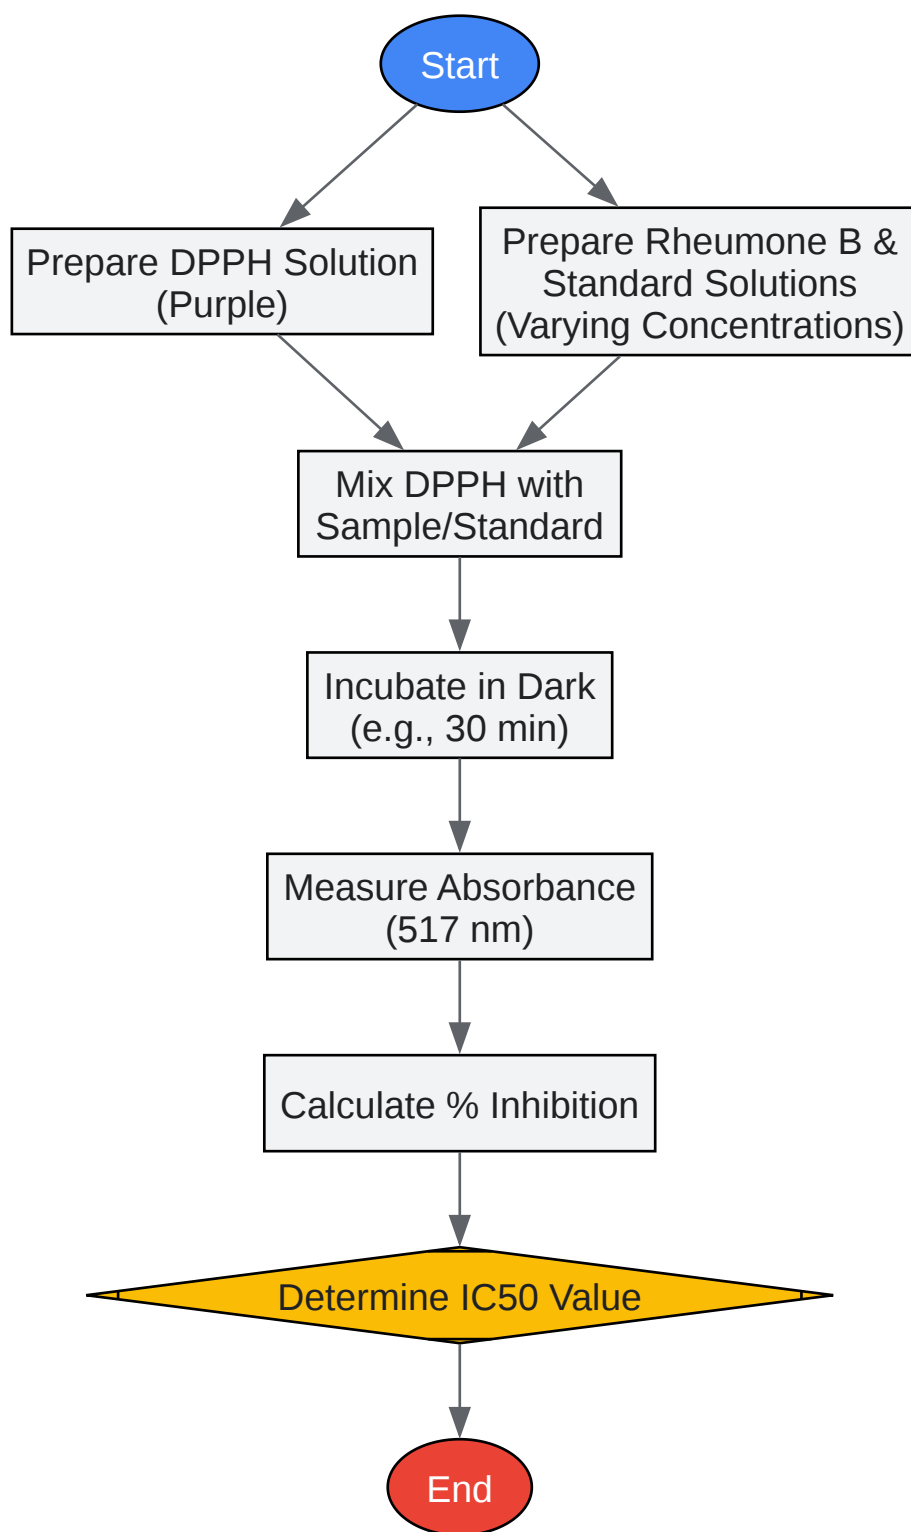 Start
Prepare DPPH Solution
(Purple)
Prepare Rheumone B &
Standard Solutions
(Varying Concentrations)
Mix DPPH with
Sample/Standard
Incubate in Dark
(e.g., 30 min)
Measure Absorbance
(517 nm)
Calculate % Inhibition
Determine IC50 Value
End